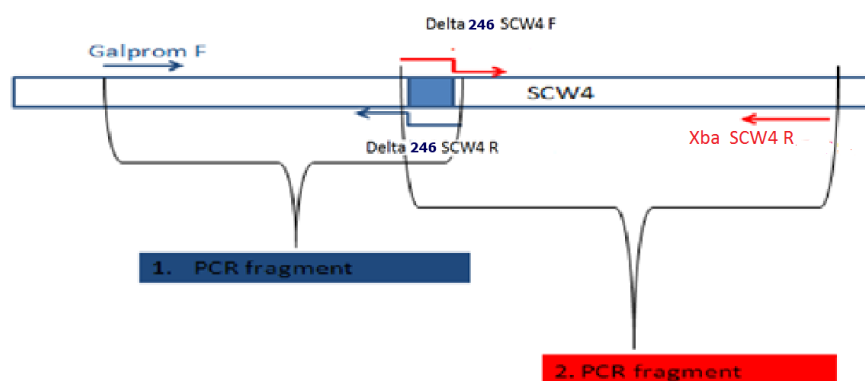 Delta 246 SCW4 F
Galprom F
SCW4
Delta 246 SCW4 R
Xba SCW4 R
1. PCR fragment
2. PCR fragment